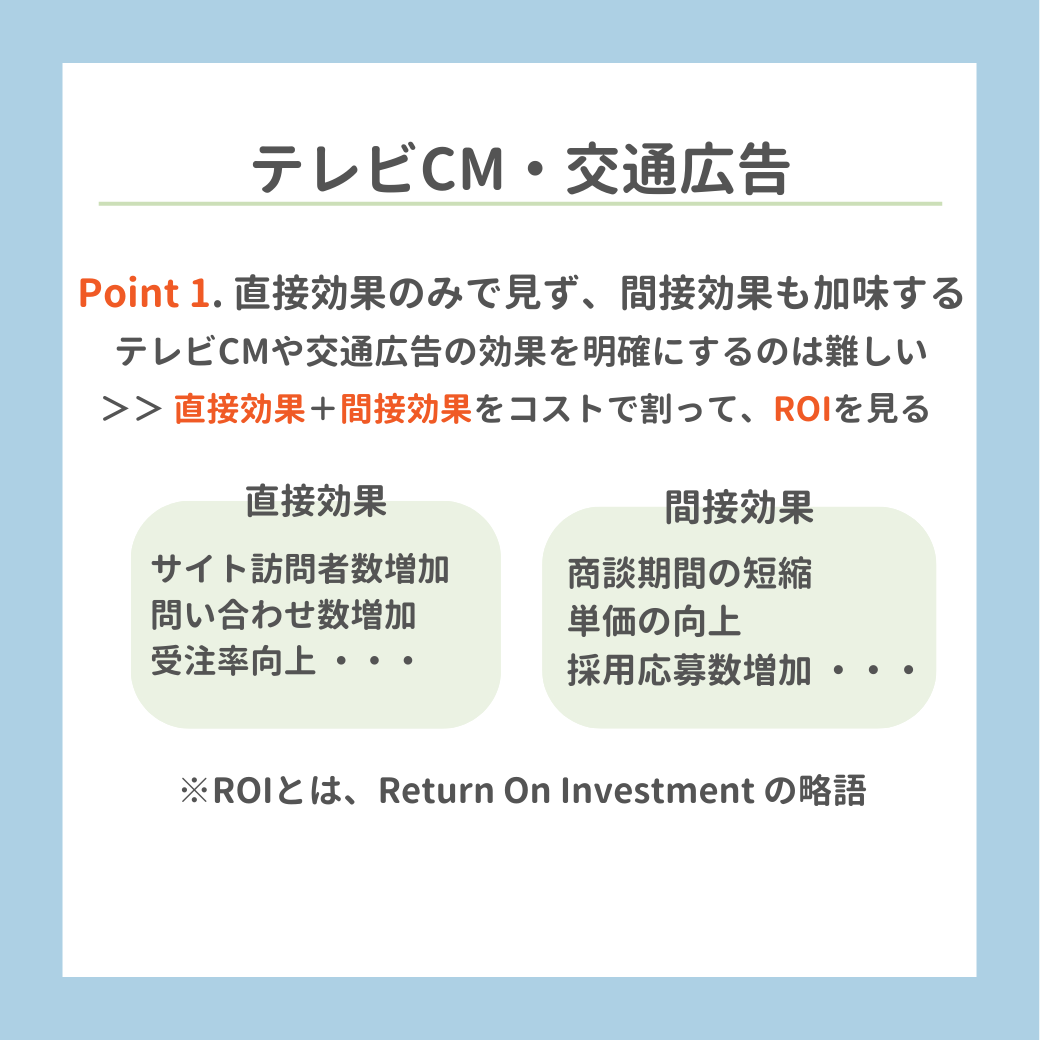 テレビCM・交通広告
Point 1. 直接効果のみで見ず、間接効果も加味する
テレビCMや交通広告の効果を明確にするのは難しい
>> 直接効果＋間接効果をコストで割って、ROIを見る
直接効果
サイト訪問者数増加
問い合わせ数増加
受注率向上 ・・・
間接効果
商談期間の短縮
単価の向上
採用応募数増加 ・・・
※ROIとは、Return On Investment の略語